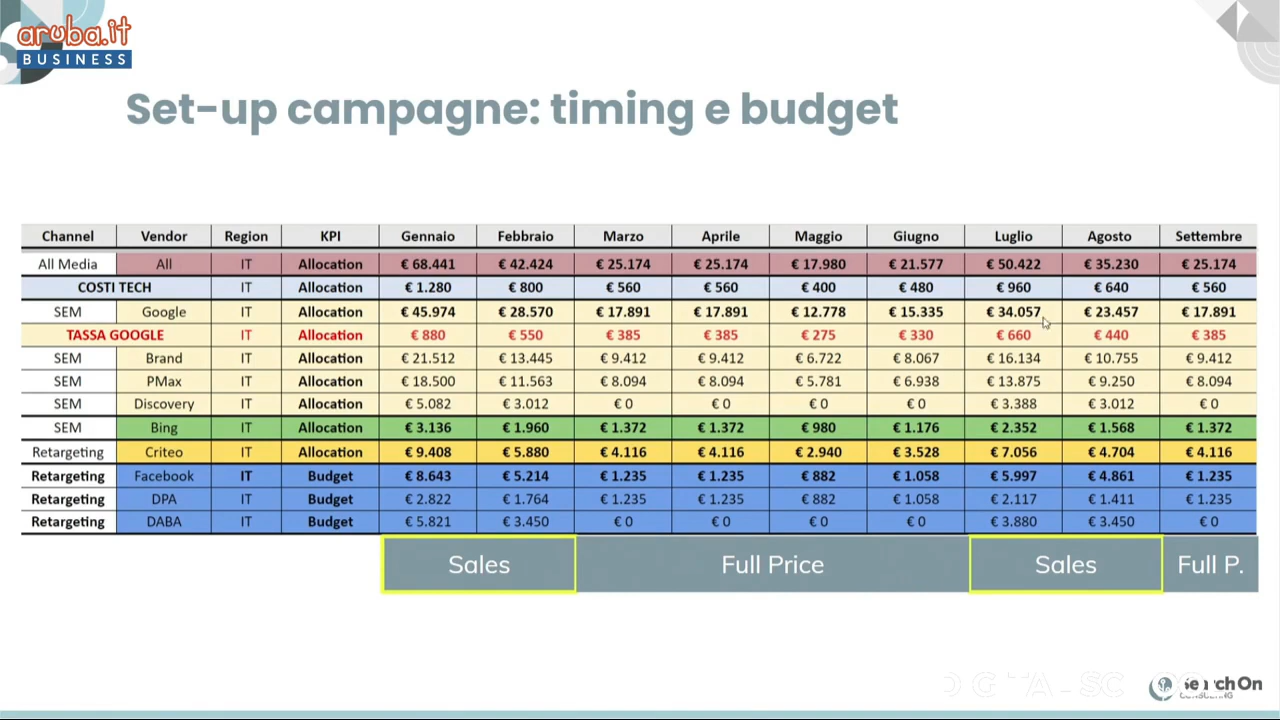 aruba.it
BUSINESS
Set-up campagne: timing e budget
Channel Vendor Region KPI Gennaio Febbraio Marzo Aprile Maggio Giugno Luglio Agosto Settembre
All Media All IT Allocation € 68.441 € 42.424 € 25.174 € 25.174 € 17.980 € 21.577 € 50.422 € 35.230 € 25.174
COSTI TECH IT Allocation € 1.280 € 800 € 560 € 560 € 400 € 480 € 960 € 640 € 560
SEM Google IT Allocation € 45.974 € 28.570 € 17.891 € 17.891 € 12.778 € 15.335 € 34.057 € 23.457 € 17.891
TASSA GOOGLE IT Allocation € 880 € 550 € 385 € 385 € 275 € 330 € 660 € 440 € 385
SEM Brand IT Allocation € 21.512 € 13.445 € 9.412 € 9.412 € 6.722 € 8.067 € 16.134 € 10.755 € 9.412
SEM PMax IT Allocation € 18.500 € 11.563 € 8.094 € 8.094 € 5.781 € 6.938 € 13.875 € 9.250 € 8.094
SEM Discovery IT Allocation € 5.082 € 3.012 € 0 € 0 € 0 € 0 € 3.388 € 3.012 € 0
SEM Bing IT Allocation € 3.136 € 1.960 € 1.372 € 1.372 € 980 € 1.176 € 2.352 € 1.568 € 1.372
Retargeting Criteo IT Allocation € 9.408 € 5.880 € 4.116 € 4.116 € 2.940 € 3.528 € 7.056 € 4.704 € 4.116
Retargeting Facebook IT Budget € 8.643 € 5.214 € 1.235 € 1.235 € 882 € 1.058 € 5.997 € 4.861 € 1.235
Retargeting DPA IT Budget € 2.822 € 1.764 € 1.235 € 1.235 € 882 € 1.058 € 2.117 € 1.411 € 1.235
Retargeting DABA IT Budget € 5.821 € 3.450 € 0 € 0 € 0 € 0 € 3.880 € 3.450 € 0
Sales Full Price Sales Full P.
SearchOn